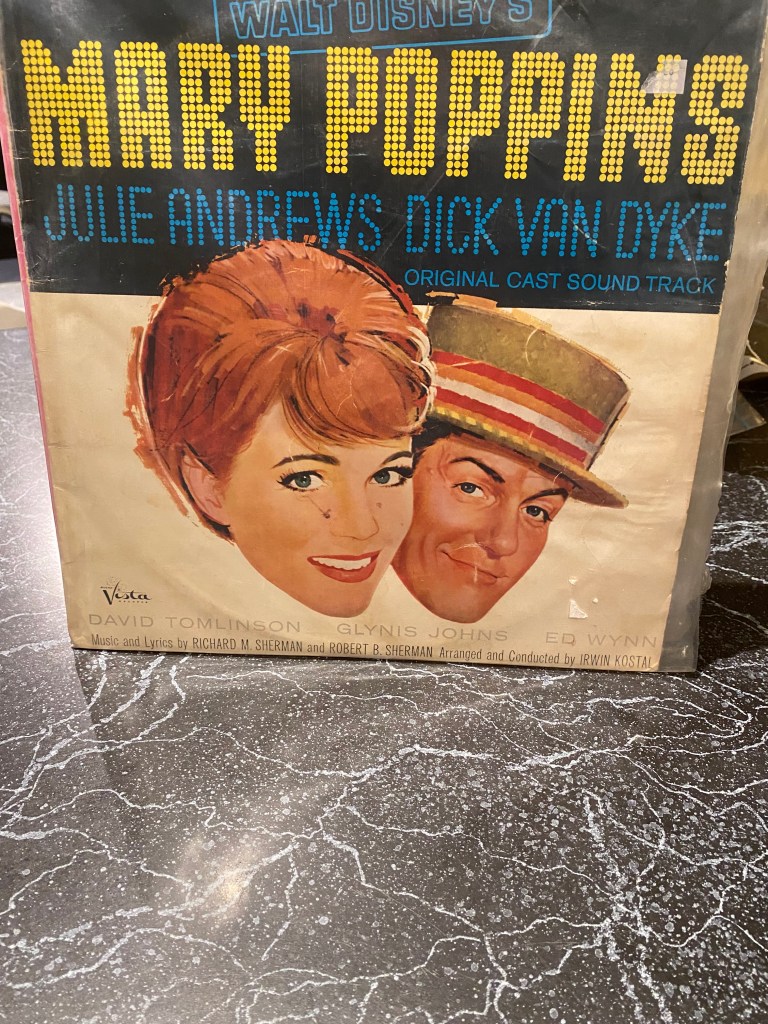 WALT DISNEY'S
MARY POPPINS
JULIE ANDREWS DICK VAN DYKE
ORIGINAL CAST SOUND TRACK
Vista
DAVID TOMLINSON GLYNIS JOHNS ED WYNN
Music and Lyrics by RICHARD M. SHERMAN and ROBERT B. SHERMAN Arranged and Conducted by IRWIN KOSTAL